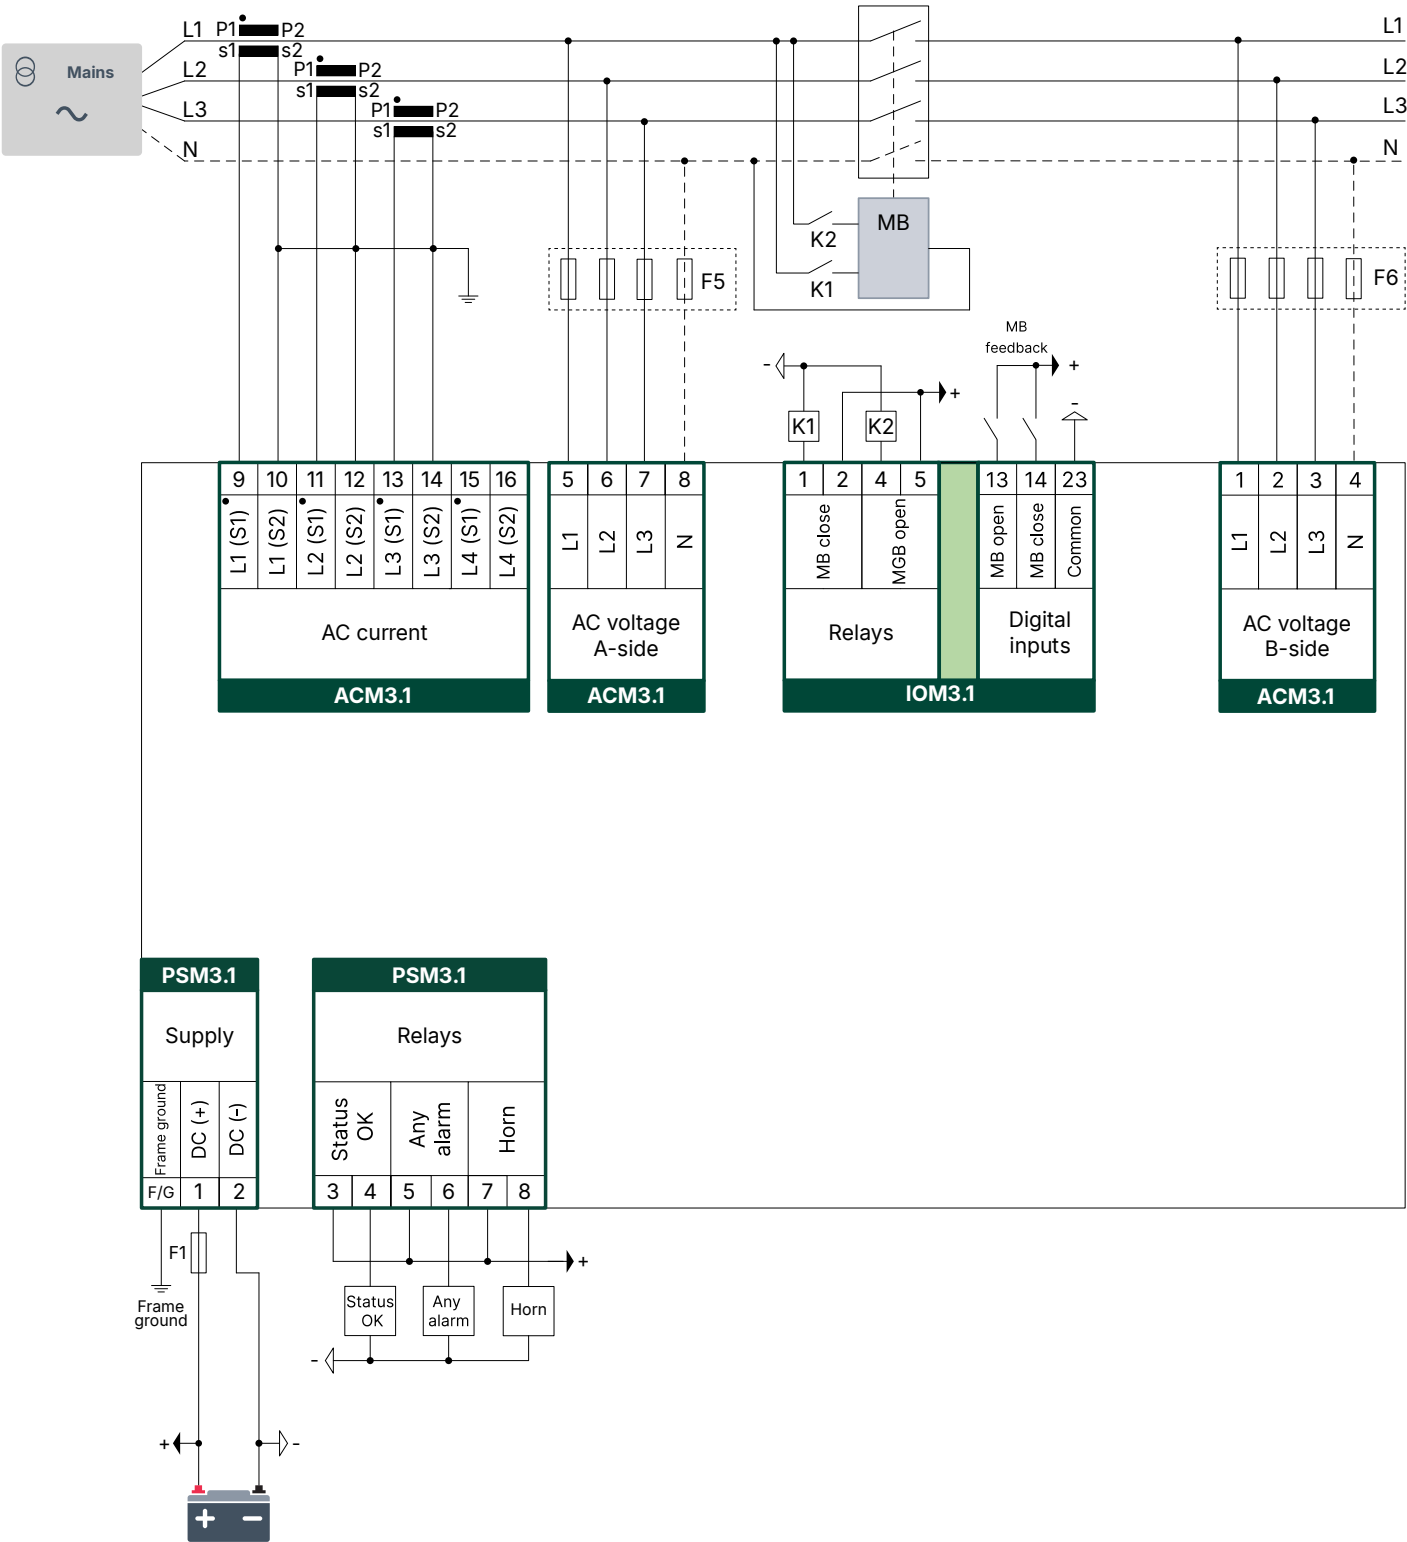 L1 P1 P2 L1
s1 s2
Mains
L2 P1 P2 L2
s1 s2
L3 P1 P2 L3
s1 s2
N N
MB
K2
K1
F5 F6
MB
feedback
- +
+ -
K1 K2
9 10 11 12 13 14 15 16
5 6 7 8
1 2 4 5
13 14 23
1 2 3 4
L1 (S1) L1 (S2) L2 (S1) L2 (S2) L3 (S1) L3 (S2) L4 (S1) L4 (S2)
L1 L2 L3 N
MB close MGB open
MB open MB close Common
L1 L2 L3 N
AC current
AC voltage
A-side
Relays
Digital
inputs
AC voltage
B-side
ACM3.1 ACM3.1 IOM3.1 ACM3.1
PSM3.1 PSM3.1
Supply Relays
Frame ground DC (+) DC (-)
Status
OK
Any
alarm
Horn
F/G 1 2
3 4 5 6 7 8
F1
+
Frame
ground
Status
OK
Any
alarm
Horn
-
+ -
+ −